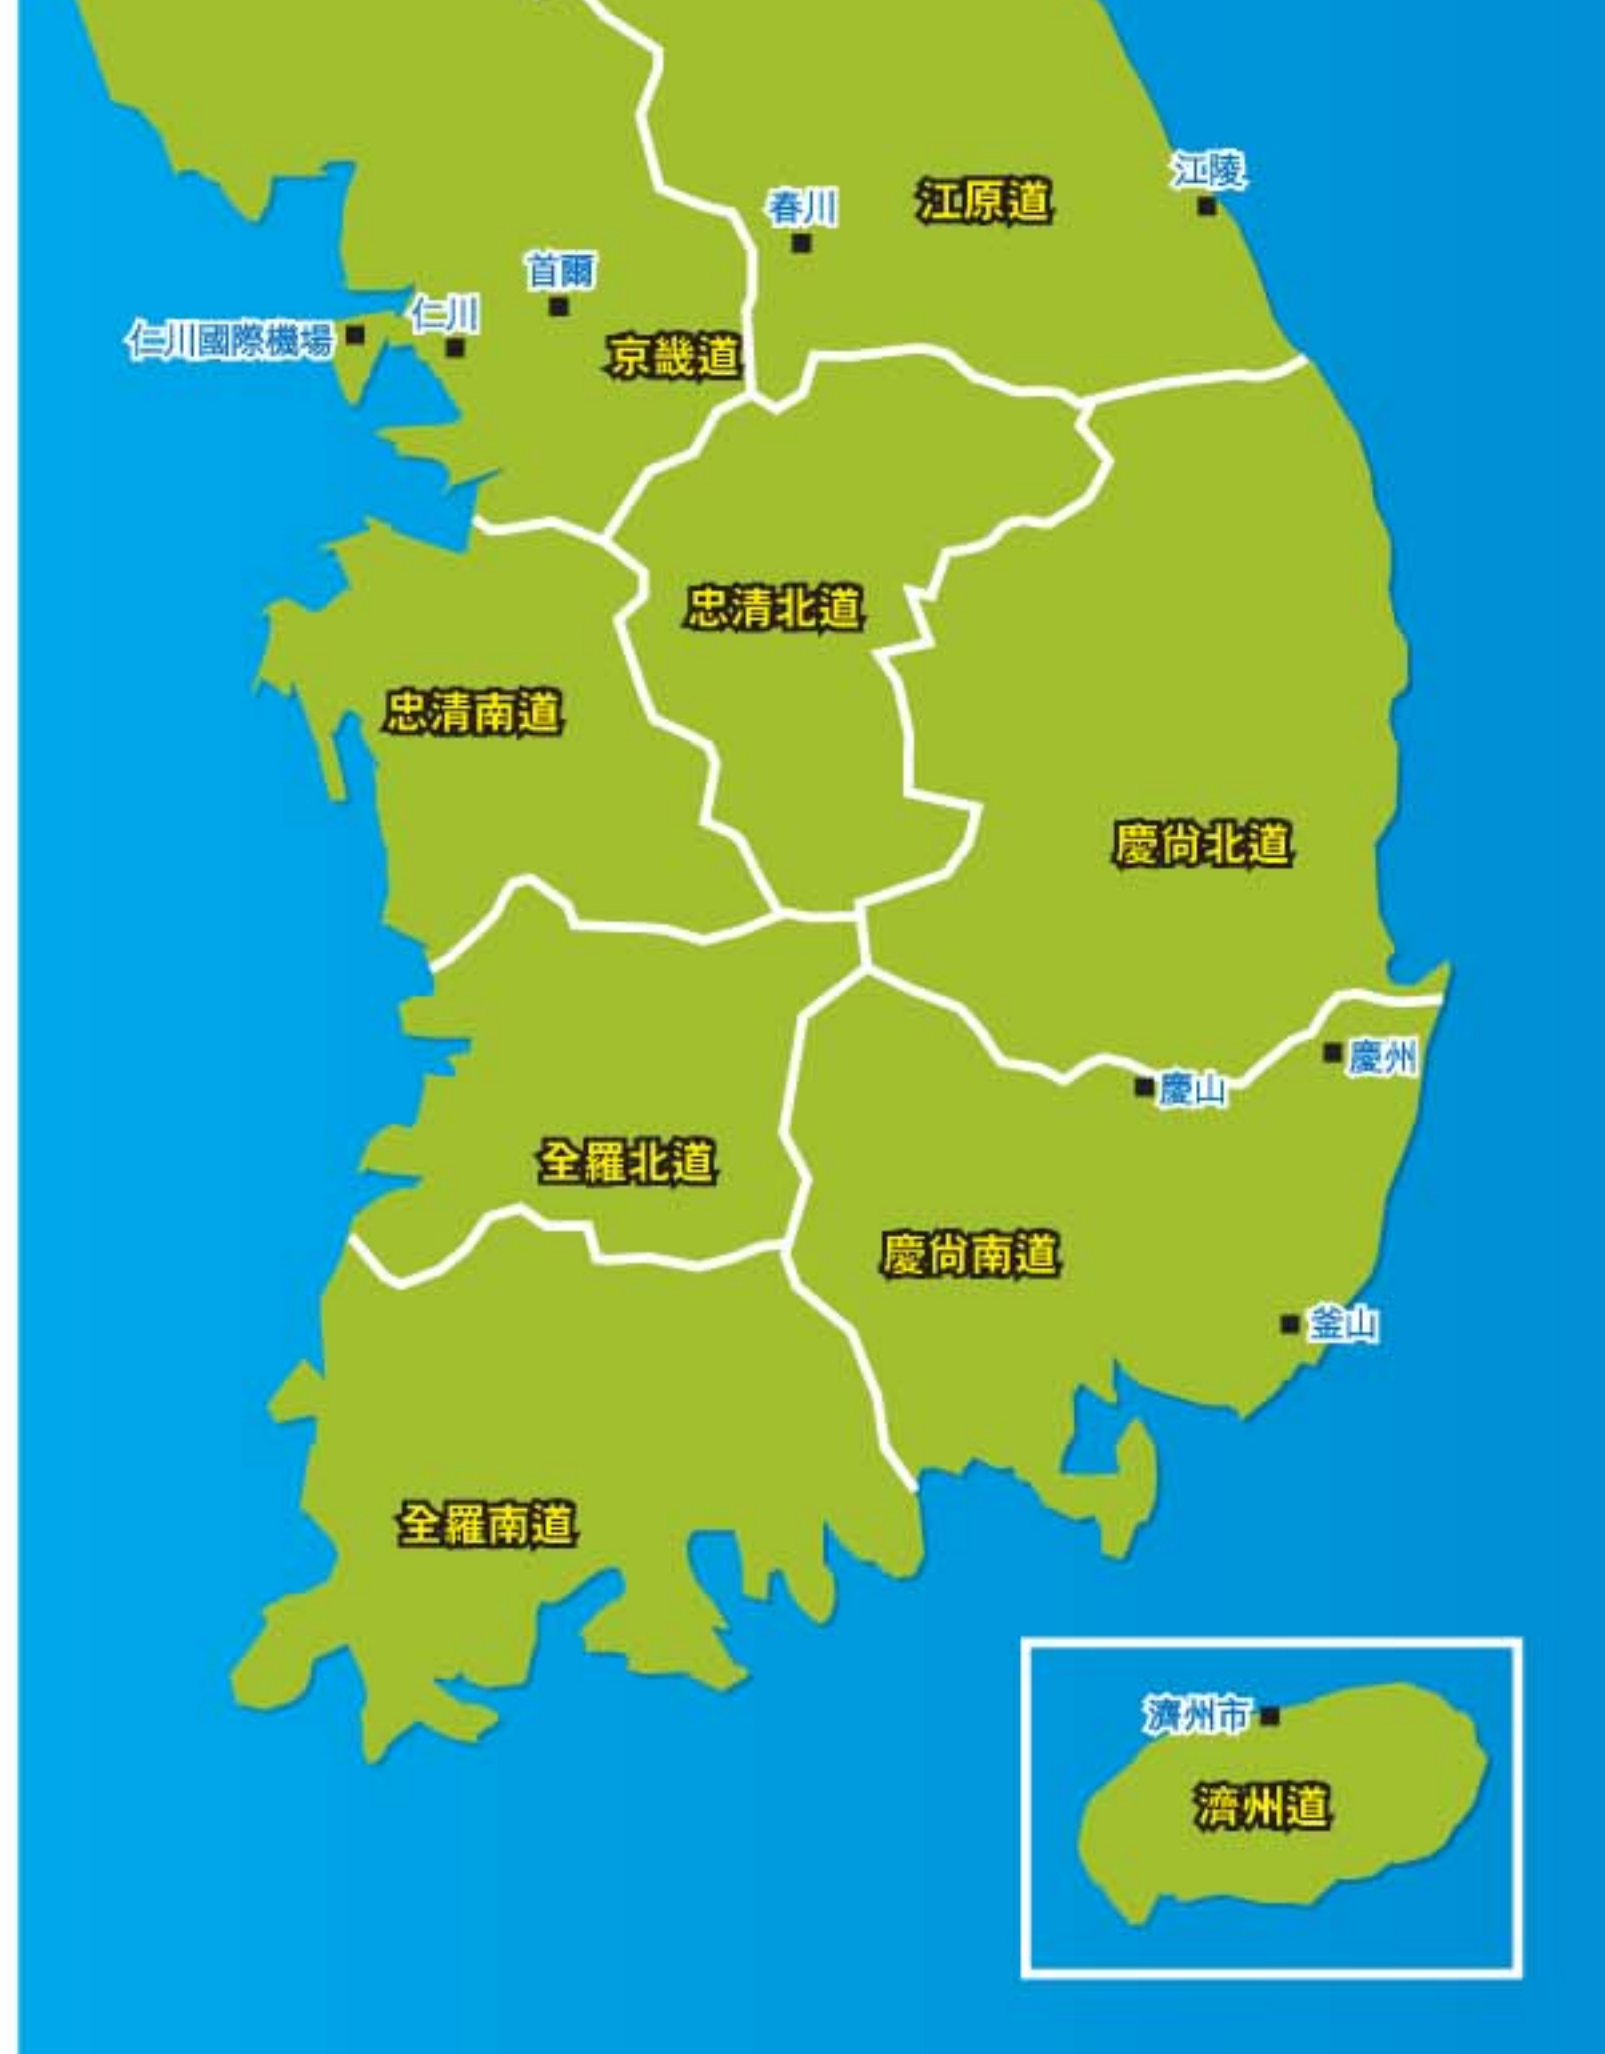 江陵
江原道
春川
首爾
仁川
仁川國際機場
京畿道
忠清北道
忠清南道
慶尚北道
慶州
慶山
全羅北道
慶尚南道
釜山
全羅南道
濟州市
濟州道